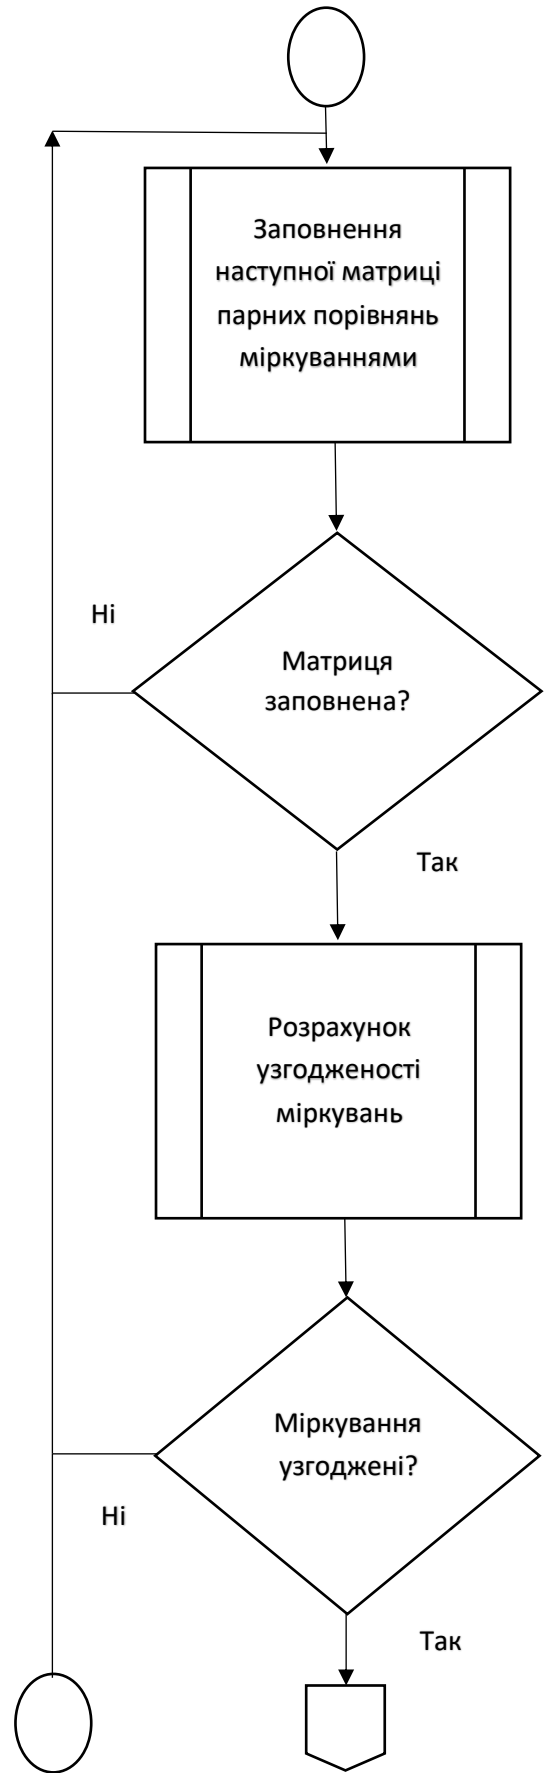 Заповнення
наступної матриці
парних порівнянь
міркуваннями
Ні
Матриця
заповнена?
Так
Розрахунок
узгодженості
міркувань
Міркування
узгоджені?
Ні
Так